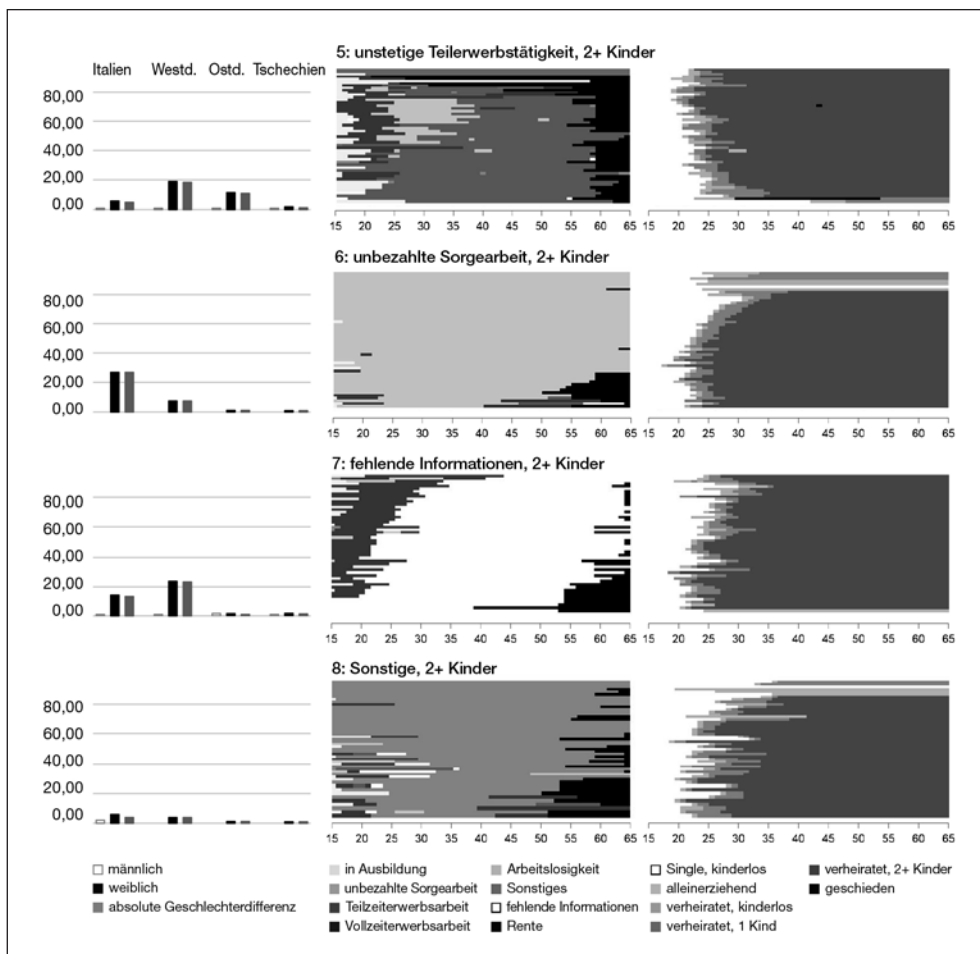 5: unstetige Teilerwerbstätigkeit, 2+ Kinder
Italien Westd. Ostd. Tschechien
80,00
60,00
40,00
20,00
0,00
15 20 25 30 35 40 45 50 55 60 65
15 20 25 30 35 40 45 50 55 60 65
6: unbezahlte Sorgearbeit, 2+ Kinder
80,00
60,00
40,00
20,00
0,00
15 20 25 30 35 40 45 50 55 60 65
15 20 25 30 35 40 45 50 55 60 65
7: fehlende Informationen, 2+ Kinder
80,00
60,00
40,00
20,00
0,00
15 20 25 30 35 40 45 50 55 60 65
15 20 25 30 35 40 45 50 55 60 65
8: Sonstige, 2+ Kinder
80,00
60,00
40,00
20,00
0,00
15 20 25 30 35 40 45 50 55 60 65
15 20 25 30 35 40 45 50 55 60 65
männlich
weiblich
absolute Geschlechterdifferenz
in Ausbildung
unbezahlte Sorgearbeit
Teilzeiterwerbsarbeit
Vollzeiterwerbsarbeit
Arbeitslosigkeit
Sonstiges
fehlende Informationen
Rente
Single, kinderlos
alleinerziehend
verheiratet, kinderlos
verheiratet, 1 Kind
verheiratet, 2+ Kinder
geschieden